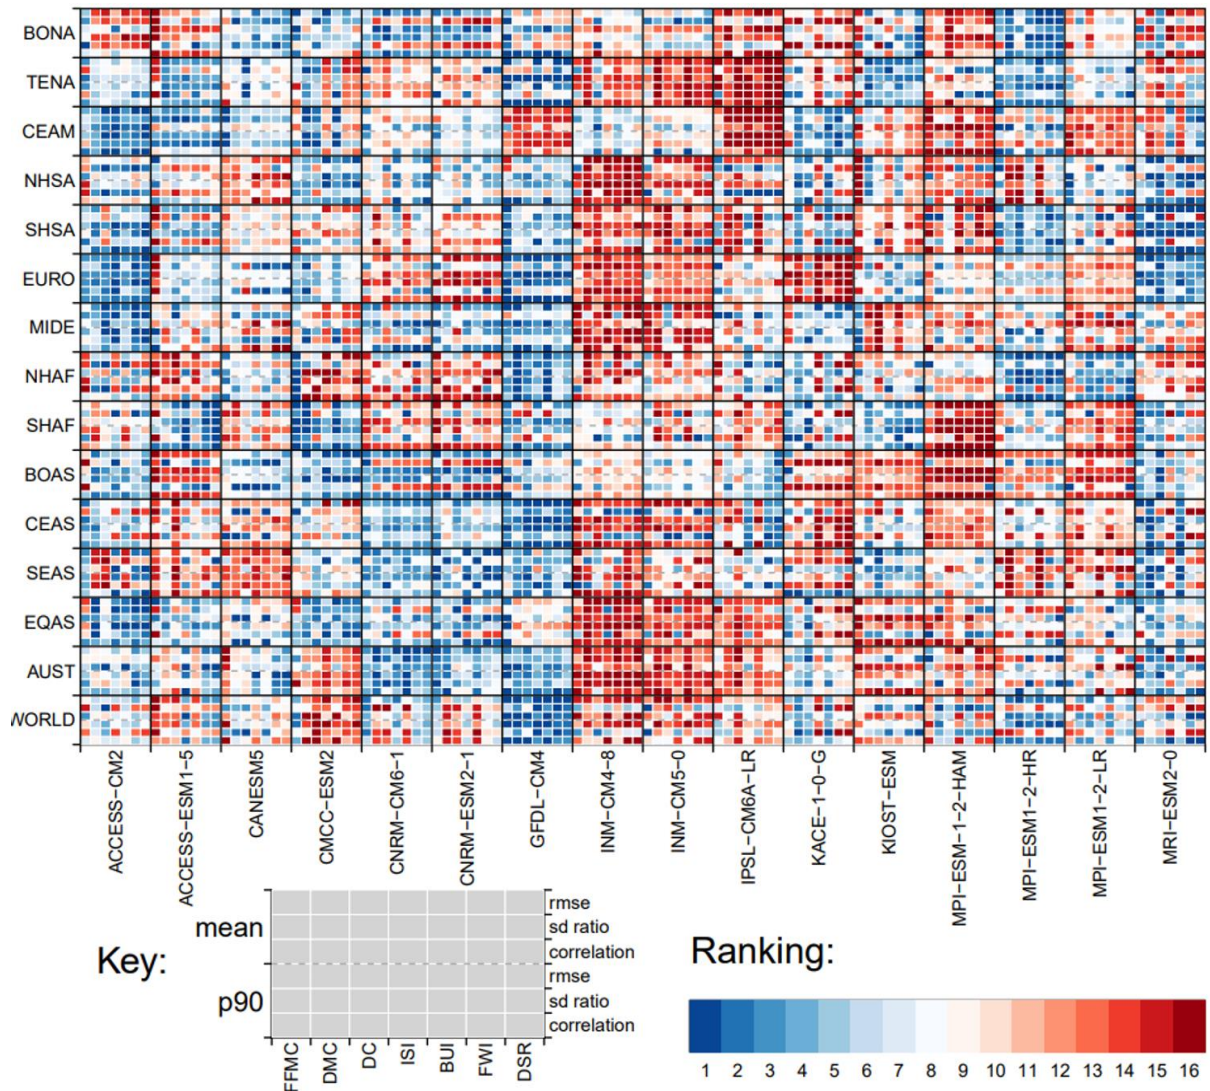 BONA
TENA
CEAM
NHSA
SHSA
EURO
MIDE
NHAF
SHAF
BOAS
CEAS
SEAS
EQAS
AUST
WORLD
ACCESS-CM2
ACCESS-ESM1-5
CANESM5
CMCC-ESM2
CNRM-CM6-1
CNRM-ESM2-1
GFDL-CM4
INM-CM4-8
INM-CM5-0
IPSL-CM6A-LR
KACE-1-0-G
KIOST-ESM
MPI-ESM-1-2-HAM
MPI-ESM1-2-HR
MPI-ESM1-2-LR
MRI-ESM2-0
Key:
mean
p90
rmse
sd ratio
correlation
rmse
sd ratio
correlation
FFMC
DMC
DC
ISI
BUI
FWI
DSR
Ranking:
1 2 3 4 5 6 7 8 9 10 11 12 13 14 15 16